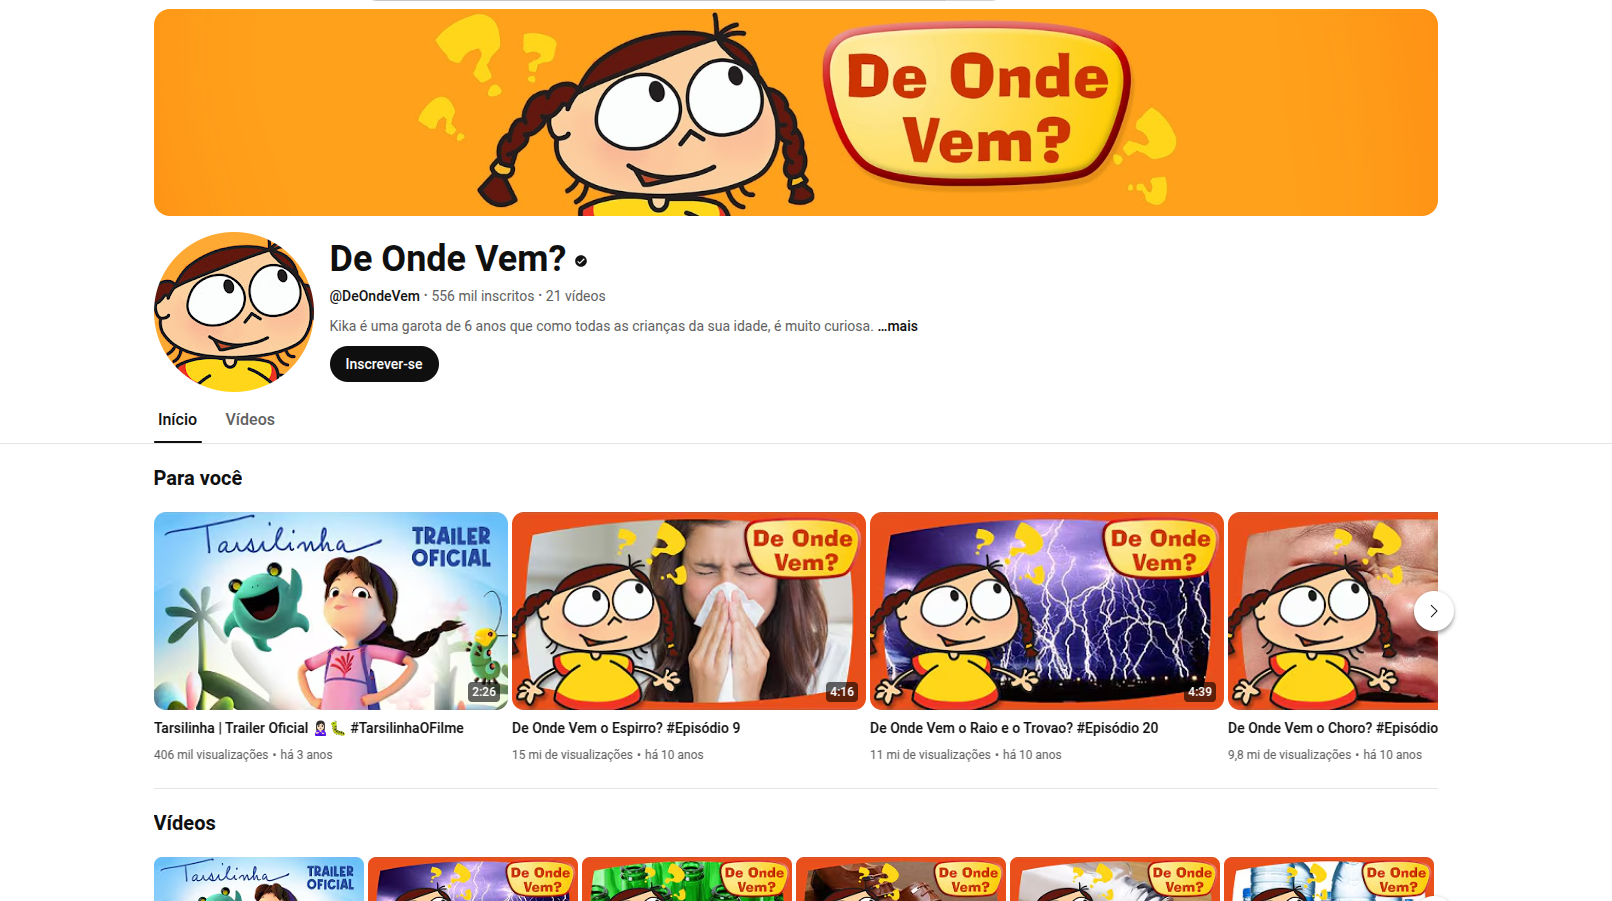 De Onde
Vem?
De Onde Vem?
@DeOndeVem • 556 mil inscritos • 21 vídeos
Kika é uma garota de 6 anos que como todas as crianças da sua idade, é muito curiosa. ...mais
Inscrever-se
Início Vídeos
Para você
Tarsilinha
TRAILER
OFICIAL
2:26
De Onde
Vem?
4:16
De Onde
Vem?
4:39
Tarsilinha | Trailer Oficial 🤷🏻‍♀️🐛 #TarsilinhaOFilme
406 mil visualizações • há 3 anos
De Onde Vem o Espirro? #Episódio 9
15 mi de visualizações • há 10 anos
De Onde Vem o Raio e o Trovao? #Episódio 20
11 mi de visualizações • há 10 anos
De Onde Vem o Choro? #Episódio
9,8 mi de visualizações • há 10 anos
Vídeos
Tarsilinha
TRAILER
OFICIAL
De Onde
Vem?
De Onde
Vem?
De Onde
Vem?
De Onde
Vem?
De Onde
Vem?